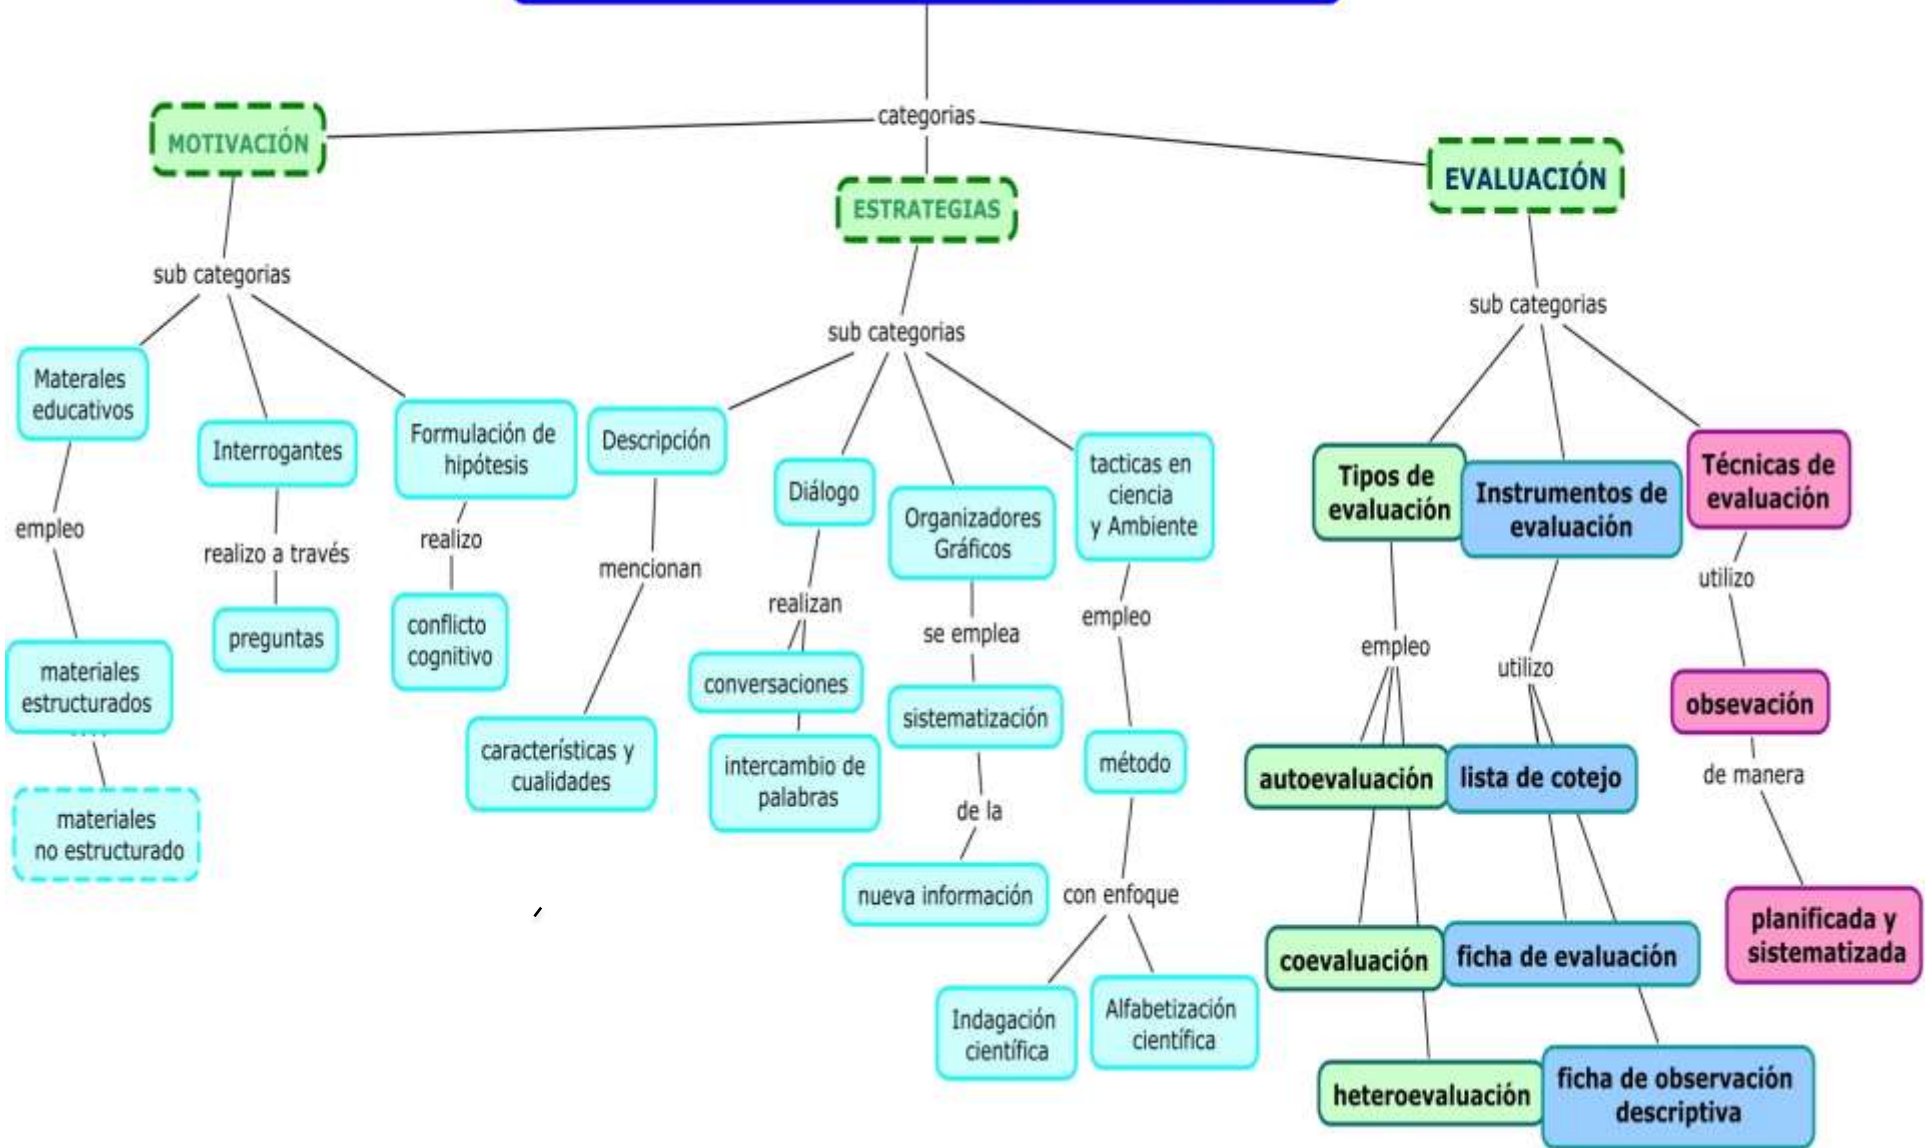 categorias
MOTIVACIÓN
ESTRATEGIAS
EVALUACIÓN
sub categorias
Materales
educativos
empleo
materiales
estructurados
materiales
no estructurado
Interrogantes
realizo a través
preguntas
Formulación de
hipótesis
realizo
conflicto
cognitivo
sub categorias
Descripción
mencionan
características y
cualidades
Diálogo
realizan
conversaciones
intercambio de
palabras
Organizadores
Gráficos
se emplea
sistematización
de la
nueva información
tacticas en
ciencia
y Ambiente
empleo
método
con enfoque
Indagación
científica
Alfabetización
científica
sub categorias
Tipos de
evaluación
empleo
autoevaluación
coevaluación
heteroevaluación
Instrumentos de
evaluación
utilizo
lista de cotejo
ficha de evaluación
ficha de observación
descriptiva
Técnicas de
evaluación
utilizo
obsevación
de manera
planificada y
sistematizada